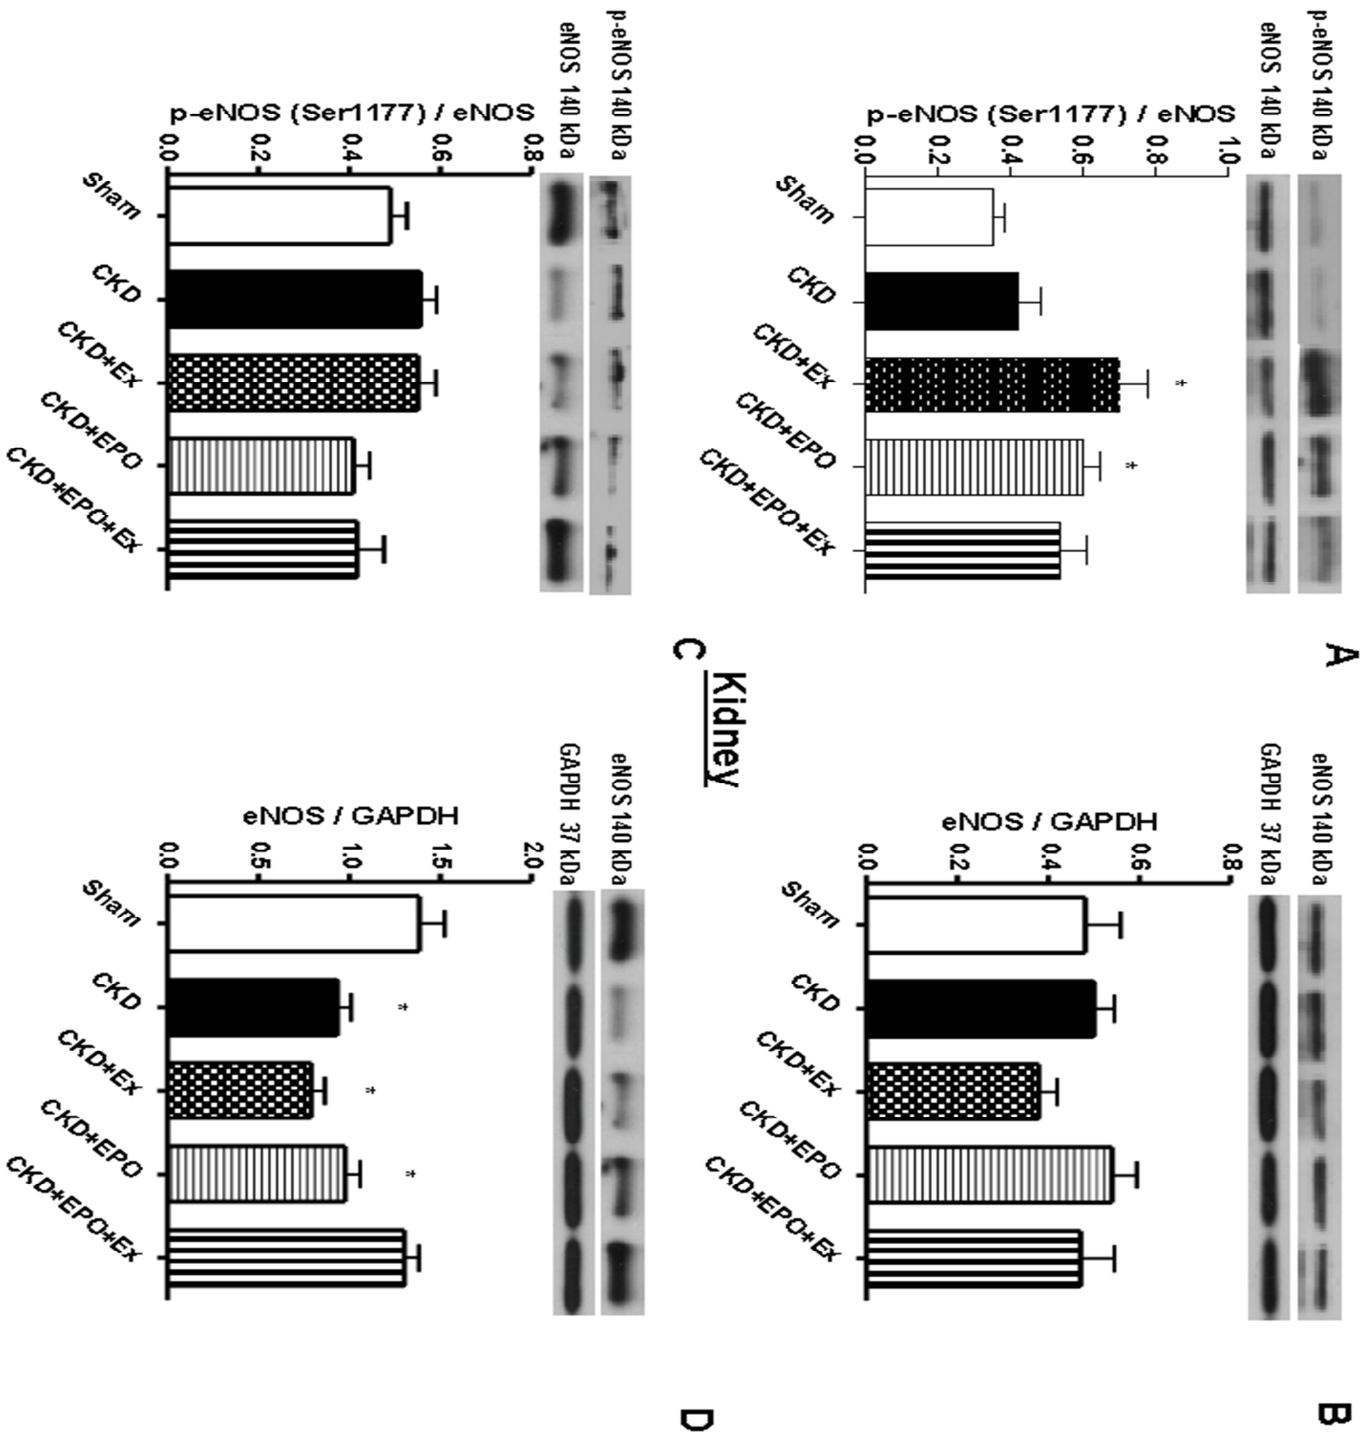 A
p-eNOS 140 kDa
eNOS 140 kDa
p-eNOS (Ser1177) / eNOS
1.0
0.8
0.6
0.4
0.2
0.0
*
*
Sham
CKD
CKD+Ex
CKD+EPO
CKD+EPO+Ex
B
eNOS 140 kDa
GAPDH 37 kDa
eNOS / GAPDH
0.8
0.6
0.4
0.2
0.0
Sham
CKD
CKD+Ex
CKD+EPO
CKD+EPO+Ex
Kidney
C
p-eNOS 140 kDa
eNOS 140 kDa
p-eNOS (Ser1177) / eNOS
0.8
0.6
0.4
0.2
0.0
Sham
CKD
CKD+Ex
CKD+EPO
CKD+EPO+Ex
D
eNOS 140 kDa
GAPDH 37 kDa
eNOS / GAPDH
2.0
1.5
1.0
0.5
0.0
*
*
*
Sham
CKD
CKD+Ex
CKD+EPO
CKD+EPO+Ex